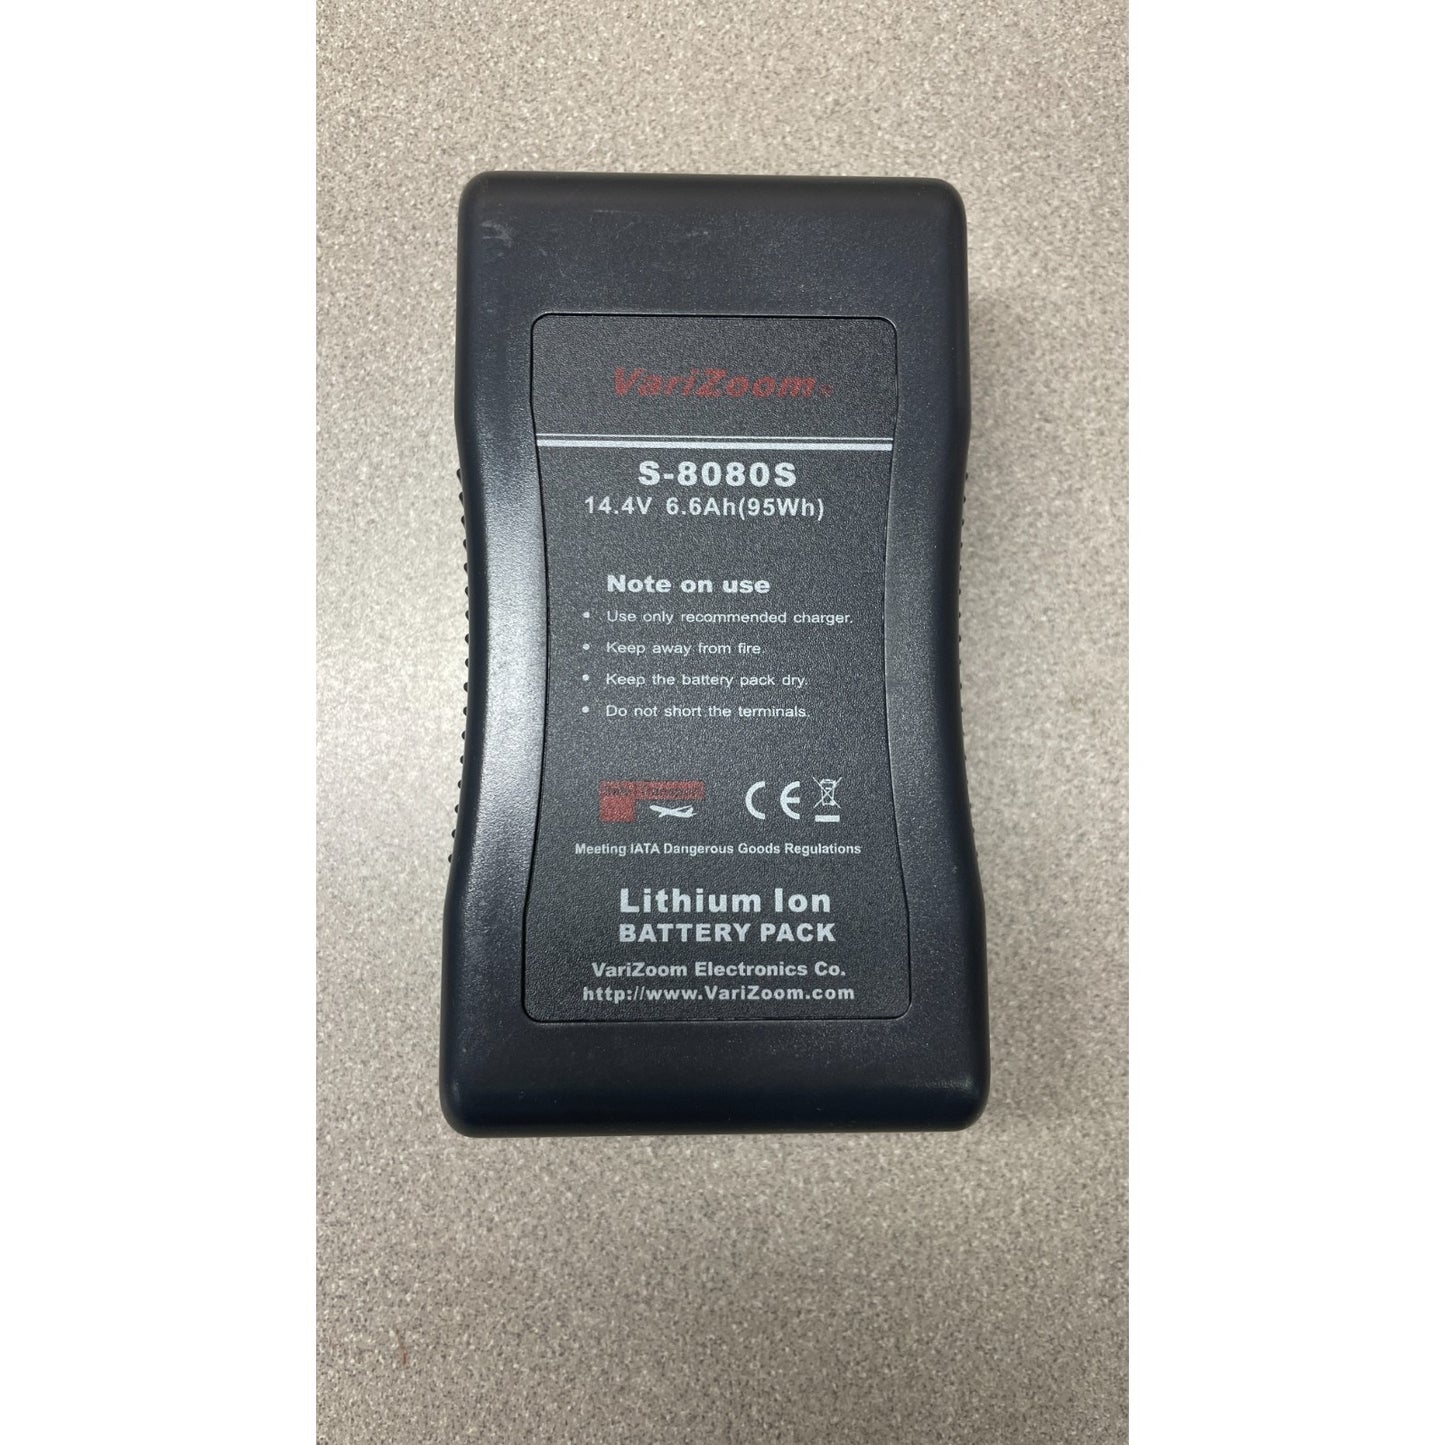 VariZoom™
S-8080S
14.4V 6.6Ah(95Wh)
Note on use
• Use only recommended charger.
• Keep away from fire
• Keep the battery pack dry.
• Do not short the terminals.
CE
Meeting IATA Dangerous Goods Regulations
Lithium Ion
BATTERY PACK
VariZoom Electronics Co.
http://www.VariZoom.com